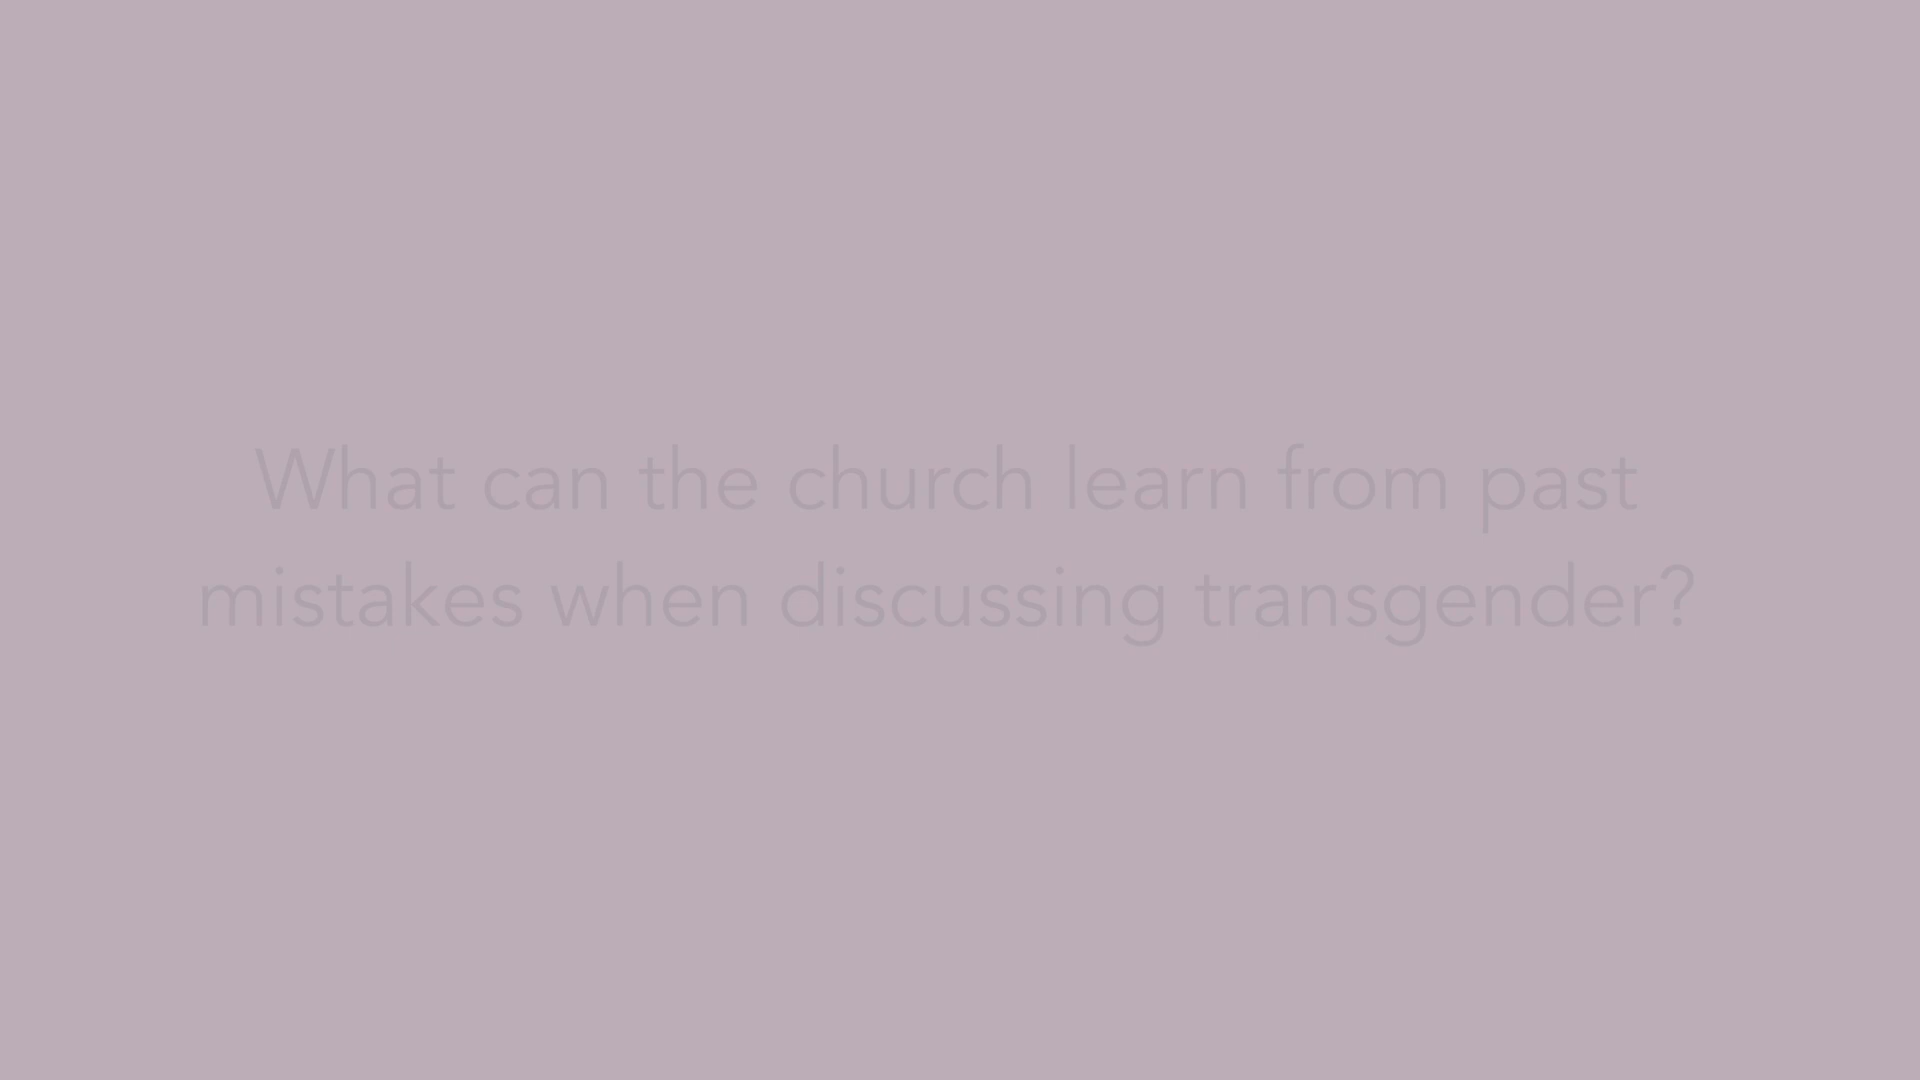 What can the church learn from past
mistakes when discussing transgender?